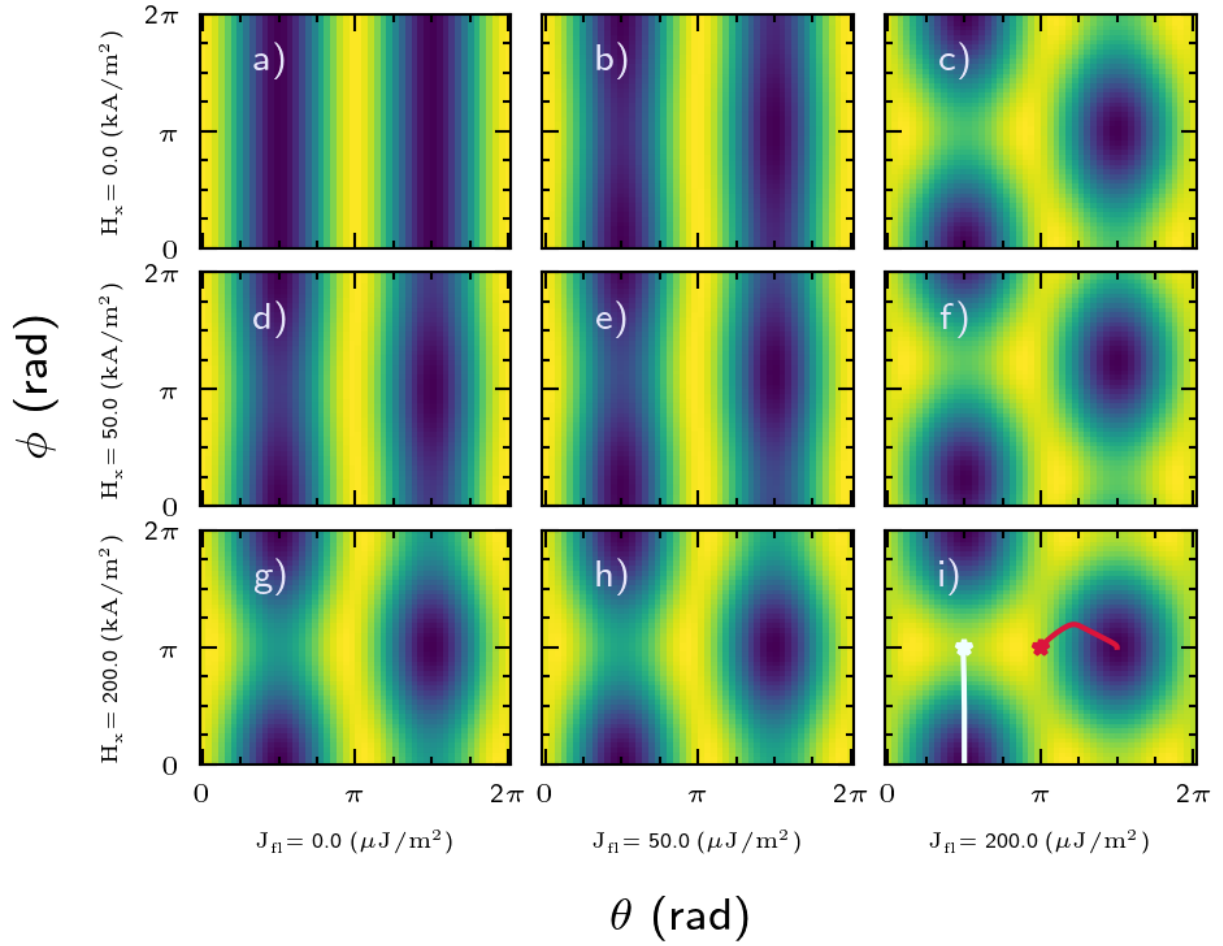 H_x = 0.0 (kA/m²)
2π
π
0
a)
b)
c)
H_x = 50.0 (kA/m²)
2π
π
0
d)
e)
f)
H_x = 200.0 (kA/m²)
2π
π
0
g)
h)
i)
ϕ (rad)
0 π 2π 0 π 2π 0 π 2π
J_fl = 0.0 (μJ/m²)
J_fl = 50.0 (μJ/m²)
J_fl = 200.0 (μJ/m²)
θ (rad)